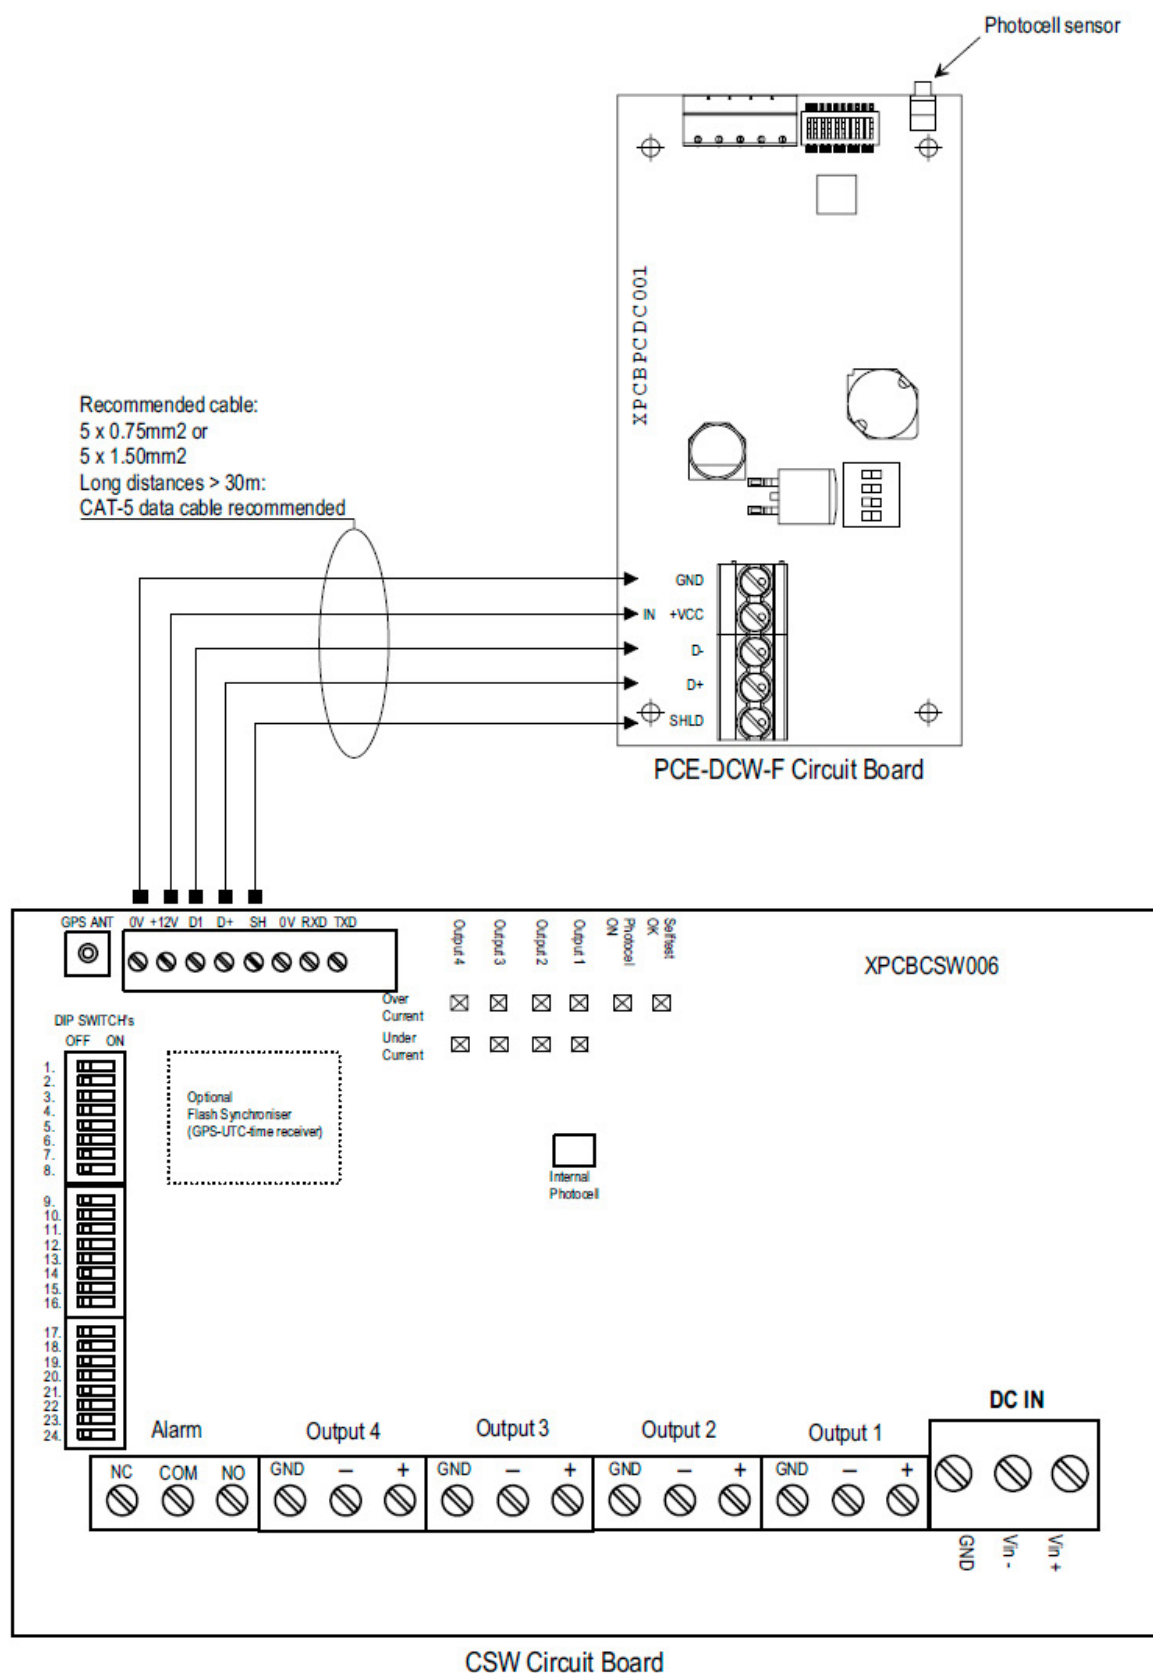 Photocell sensor
XPCBPCDC001
Recommended cable:
5 x 0.75mm2 or
5 x 1.50mm2
Long distances > 30m:
CAT-5 data cable recommended
GND
IN +VCC
D-
D+
SHLD
PCE-DCW-F Circuit Board
GPS ANT 0V +12V D1 D+ SH 0V RXD TXD
Output 4
Output 3
Output 2
Output 1
Photocel
ON
Selftest
OK
XPCBCSW006
Over
Current
Under
Current
DIP SWITCH's
OFF ON
1.
2.
3.
4.
5.
6.
7.
8.
9.
10.
11.
12.
13.
14
15.
16.
17.
18.
19.
20.
21.
22
23.
24.
Optional
Flash Synchroniser
(GPS-UTC-time receiver)
Internal
Photocell
Alarm Output 4 Output 3 Output 2 Output 1 DC IN
NC COM NO GND – + GND – + GND – + GND – +
GND Vin - Vin +
CSW Circuit Board